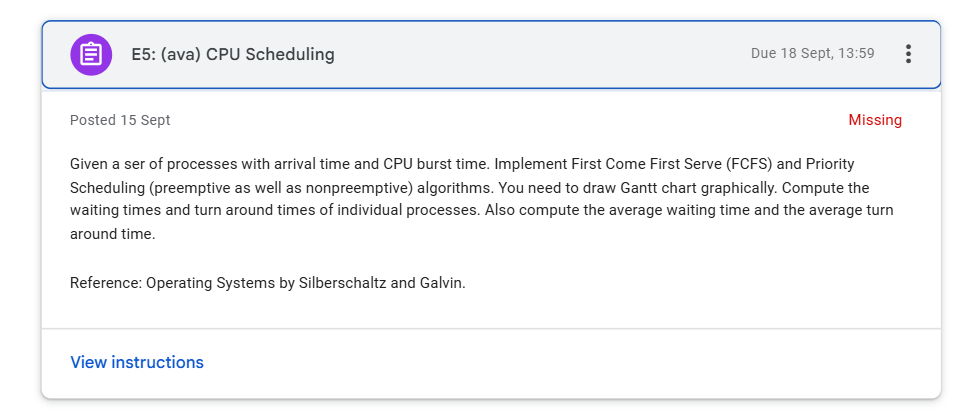 E5: (ava) CPU Scheduling
Due 18 Sept, 13:59
Posted 15 Sept
Missing
Given a ser of processes with arrival time and CPU burst time. Implement First Come First Serve (FCFS) and Priority
Scheduling (preemptive as well as nonpreemptive) algorithms. You need to draw Gantt chart graphically. Compute the
waiting times and turn around times of individual processes. Also compute the average waiting time and the average turn
around time.
Reference: Operating Systems by Silberschaltz and Galvin.
View instructions